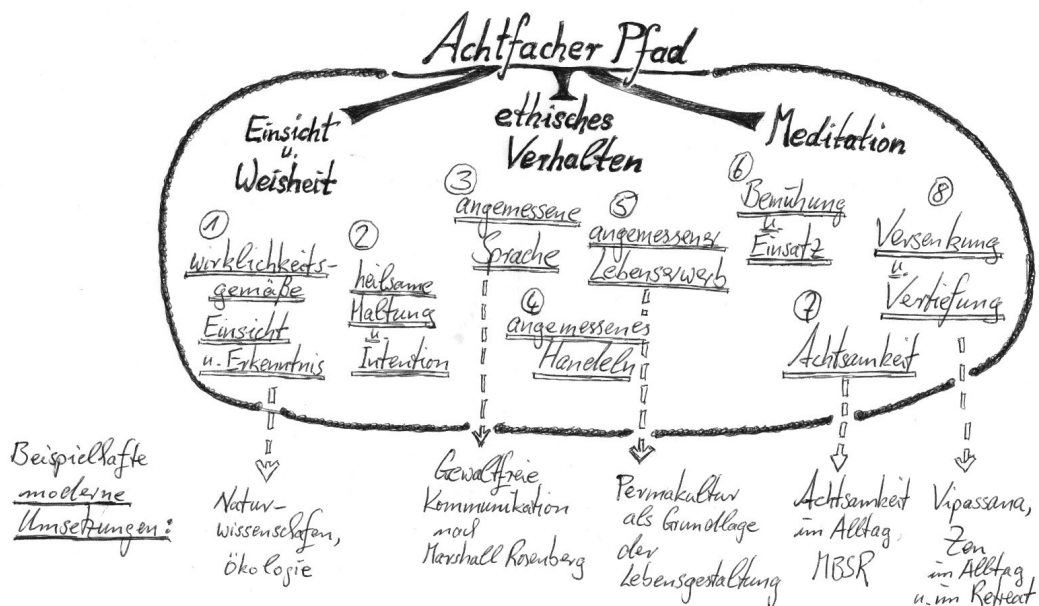 Achtfacher Pfad
Einsicht
u.
Weisheit
ethisches
Verhalten
Meditation
1
wirklichkeits-
gemäße
Einsicht
u. Erkenntnis
2
heilsame
Haltung
u
Intention
3
angemessene
Sprache
4
angemessenes
Handeln
5
angemessener
Lebenserwerb
6
Bemühung
u
Einsatz
7
Achtsamkeit
8
Versenkung
u.
Vertiefung
Beispielhafte
moderne
Umsetzungen:
Natur-
wissenschafen,
ökologie
Gewaltfreie
Kommunikation
nach
Marshall Rosenberg
Permakultur
als Grundlage
der
Lebensgestaltung
Achtsamkeit
im Alltag,
MBSR
Vipassana,
Zen
im Alltag
u. im Retreat